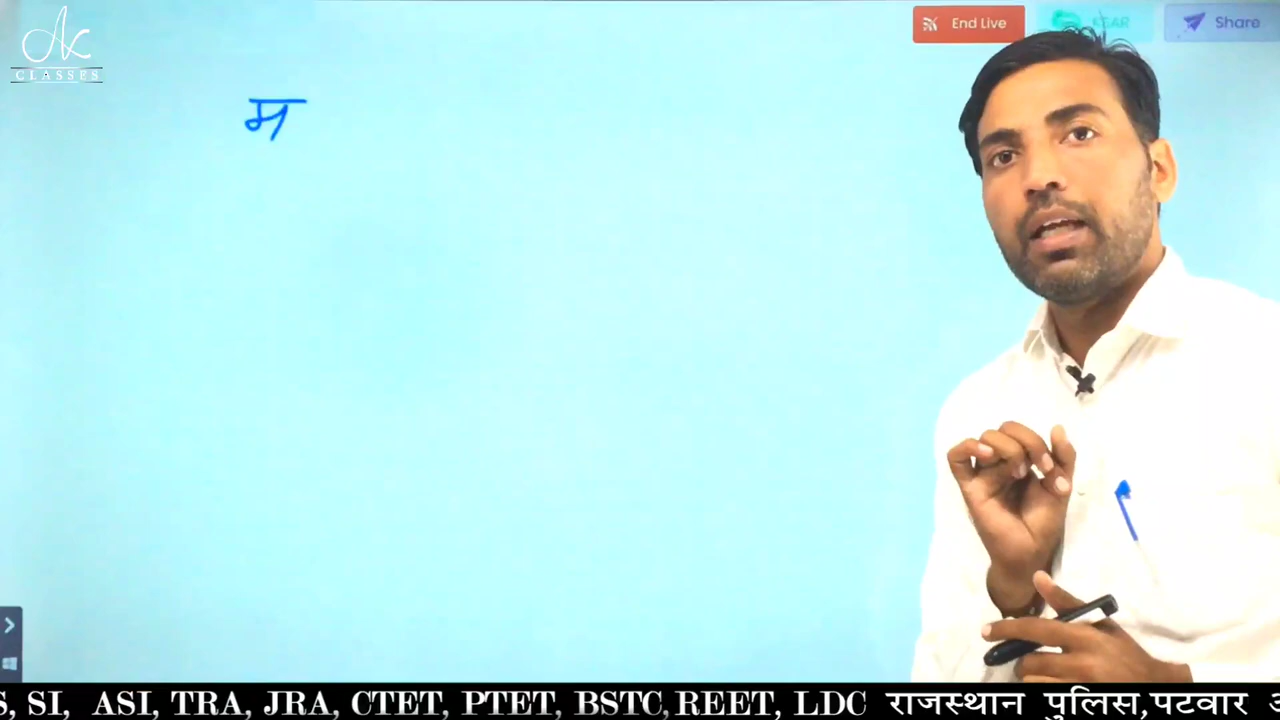 Ak
CLASSES
End Live
Share
म
SI, ASI, TRA, JRA, CTET, PTET, BSTC, REET, LDC राजस्थान पुलिस,पटवार